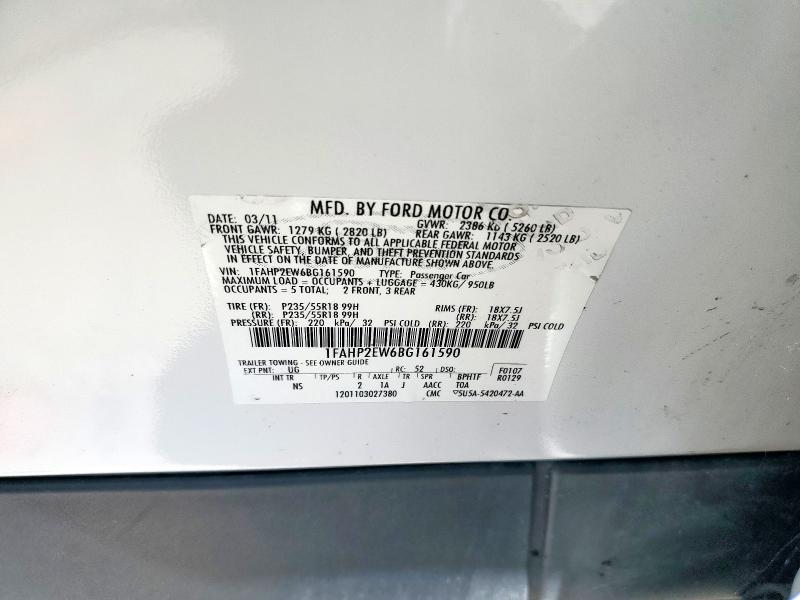 MFD. BY FORD MOTOR CO.
DATE: 03/11 GVWR: 2386 KG ( 5260 LB)
FRONT GAWR: 1279 KG ( 2820 LB) REAR GAWR: 1143 KG ( 2520 LB)
THIS VEHICLE CONFORMS TO ALL APPLICABLE FEDERAL MOTOR
VEHICLE SAFETY, BUMPER, AND THEFT PREVENTION STANDARDS
IN EFFECT ON THE DATE OF MANUFACTURE SHOWN ABOVE
VIN: 1FAHP2EW6BG161590 TYPE: Passenger Car
MAXIMUM LOAD = OCCUPANTS + LUGGAGE = 430KG/ 950LB
OCCUPANTS = 5 TOTAL; 2 FRONT, 3 REAR
TIRE (FR): P235/55R18 99H RIMS (FR): 18X7.5J
(RR): P235/55R18 99H (RR): 18X7.5J
PRESSURE (FR): 220 kPa/ 32 PSI COLD (RR): 220 kPa/ 32 PSI COLD
1FAHP2EW6BG161590
TRAILER TOWING - SEE OWNER GUIDE
EXT PNT: UG RC: 52 DSO: F0107
INT TR TP/PS R AXLE TR SPR BPHTF R0129
NS 2 1A J AACC TOA
1201103027380 CMC 5U5A-5420472-AA